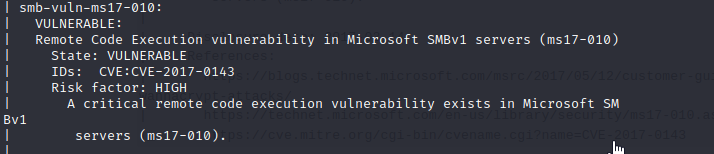 | smb-vuln-ms17-010:
|   VULNERABLE:
|   Remote Code Execution vulnerability in Microsoft SMBv1 servers (ms17-010)
|     State: VULNERABLE
|     IDs:  CVE:CVE-2017-0143
|     Risk factor: HIGH
|       A critical remote code execution vulnerability exists in Microsoft SM
Bv1
|        servers (ms17-010).
|